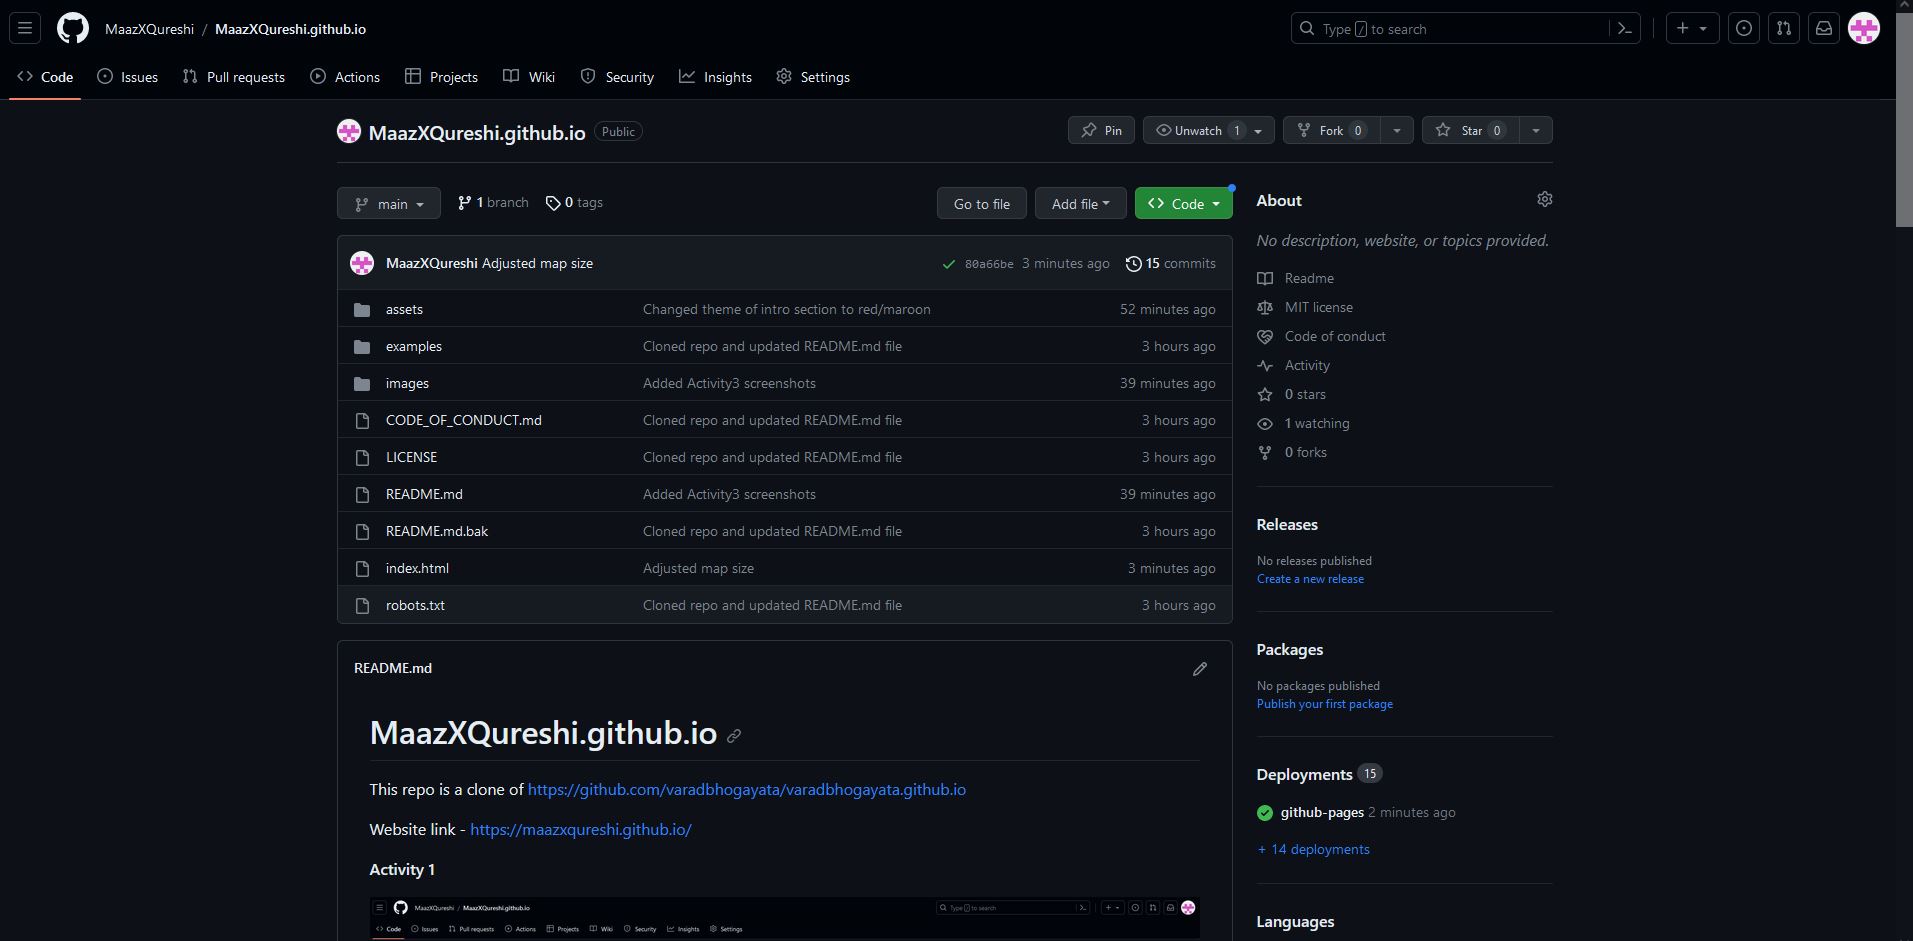 MaazXQureshi / MaazXQureshi.github.io
Type / to search
Code Issues Pull requests Actions Projects Wiki Security Insights Settings
MaazXQureshi.github.io Public
Pin Unwatch 1 Fork 0 Star 0
main 1 branch 0 tags Go to file Add file Code
MaazXQureshi Adjusted map size 80a66be 3 minutes ago 15 commits
assets Changed theme of intro section to red/maroon 52 minutes ago
examples Cloned repo and updated README.md file 3 hours ago
images Added Activity3 screenshots 39 minutes ago
CODE_OF_CONDUCT.md Cloned repo and updated README.md file 3 hours ago
LICENSE Cloned repo and updated README.md file 3 hours ago
README.md Added Activity3 screenshots 39 minutes ago
README.md.bak Cloned repo and updated README.md file 3 hours ago
index.html Adjusted map size 3 minutes ago
robots.txt Cloned repo and updated README.md file 3 hours ago
README.md
MaazXQureshi.github.io
This repo is a clone of https://github.com/varadbhogayata/varadbhogayata.github.io
Website link - https://maazxqureshi.github.io/
Activity 1
MaazXQureshi / MaazXQureshi.github.io Type / to search
Code Issues Pull requests Actions Projects Wiki Security Insights Settings
About
No description, website, or topics provided.
Readme
MIT license
Code of conduct
Activity
0 stars
1 watching
0 forks
Releases
No releases published
Create a new release
Packages
No packages published
Publish your first package
Deployments 15
github-pages 2 minutes ago
+ 14 deployments
Languages